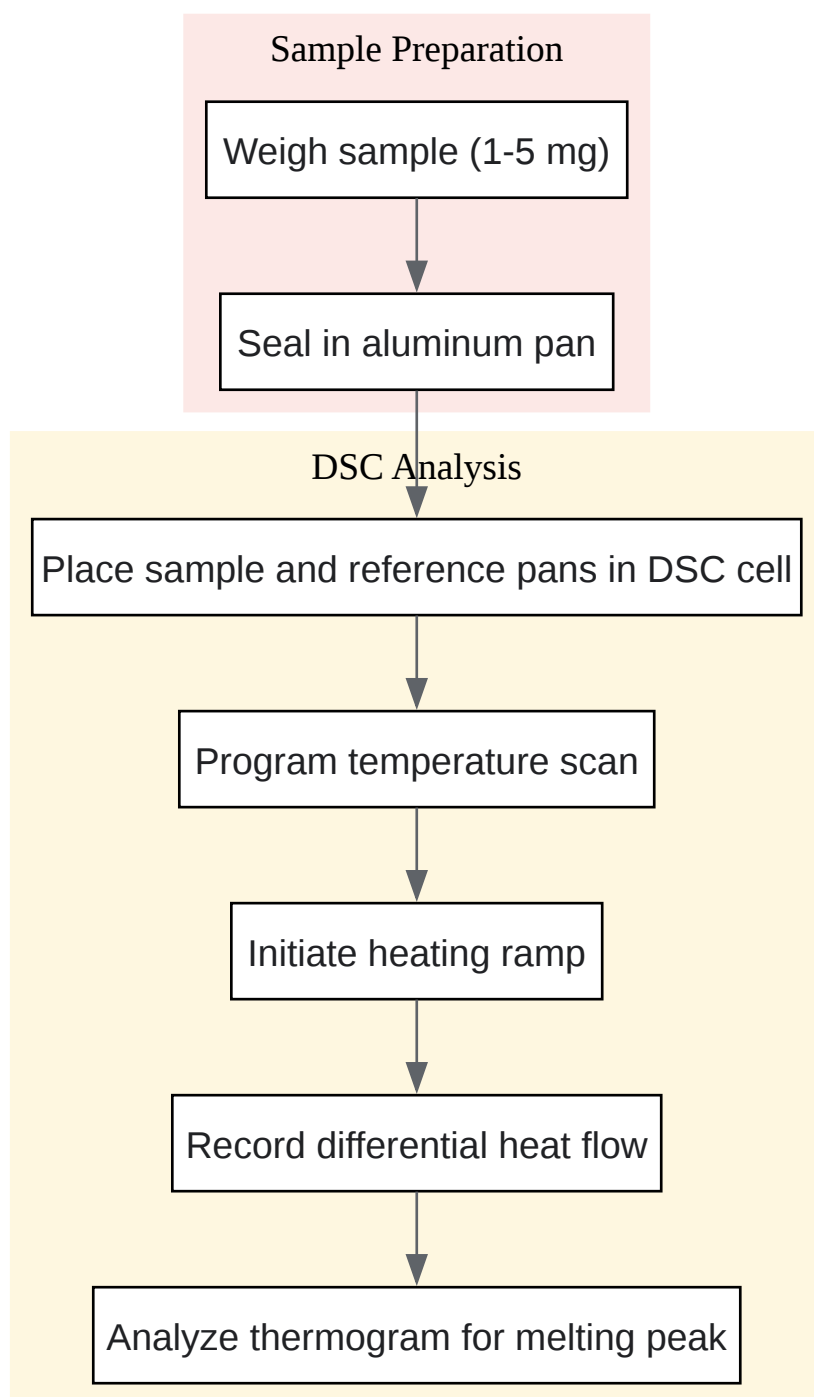 Sample Preparation
Weigh sample (1-5 mg)
Seal in aluminum pan
DSC Analysis
Place sample and reference pans in DSC cell
Program temperature scan
Initiate heating ramp
Record differential heat flow
Analyze thermogram for melting peak